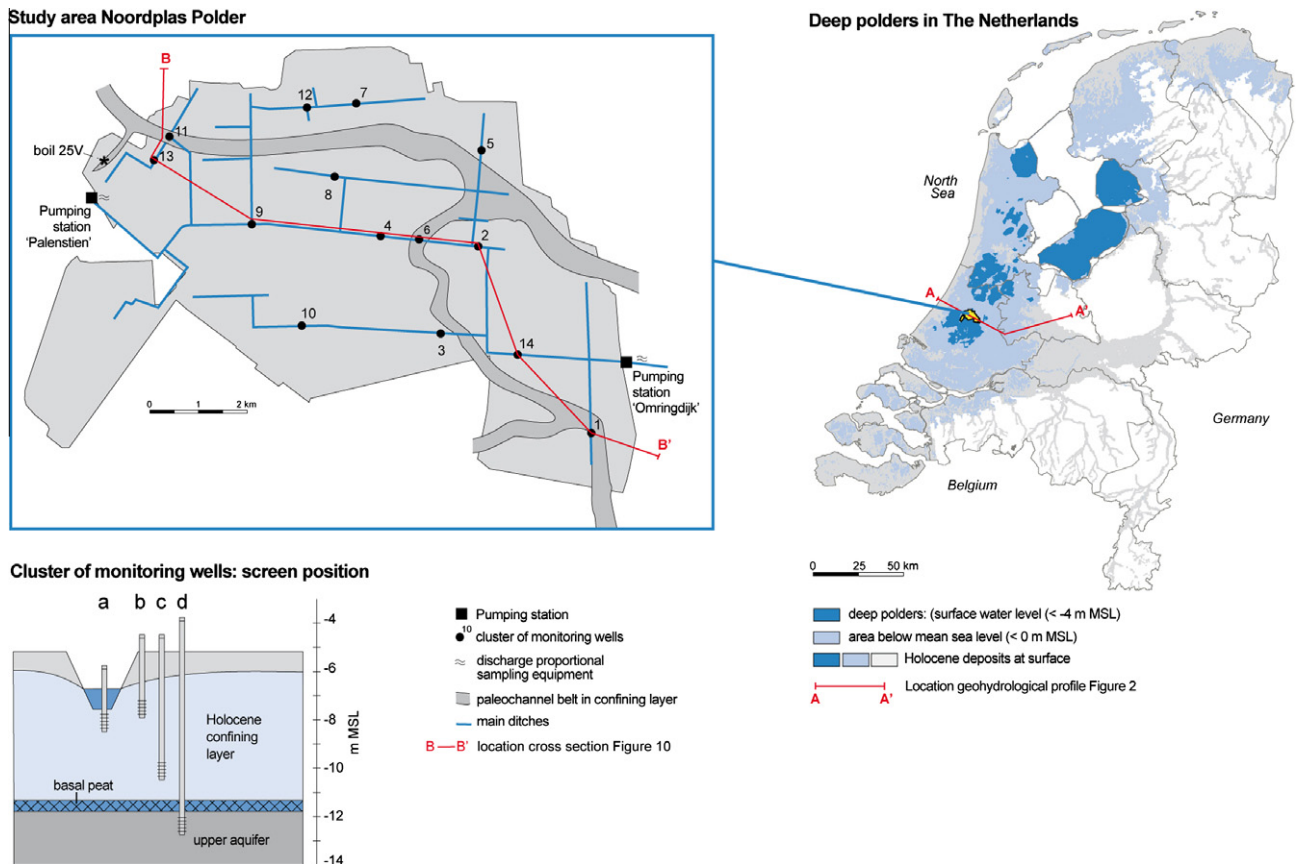 Study area Noordplas Polder
B
12
7
11
boil 25V
13
5
8
Pumping
station
‘Palenstien’
9
4
6
2
10
3
14
0 1 2 km
Pumping
station
‘Omringdijk’
1
B’
Deep polders in The Netherlands
North
Sea
A
A’
Germany
Belgium
0 25 50 km
deep polders: (surface water level (< -4 m MSL)
area below mean sea level (< 0 m MSL)
Holocene deposits at surface
Location geohydrological profile Figure 2
A A’
Cluster of monitoring wells: screen position
a b c d
-4
-6
-8
-10
-12
-14
m MSL
Holocene
confining
layer
basal peat
upper aquifer
Pumping station
10 cluster of monitoring wells
discharge proportional
sampling equipment
paleochannel belt in confining layer
main ditches
B B’ location cross section Figure 10